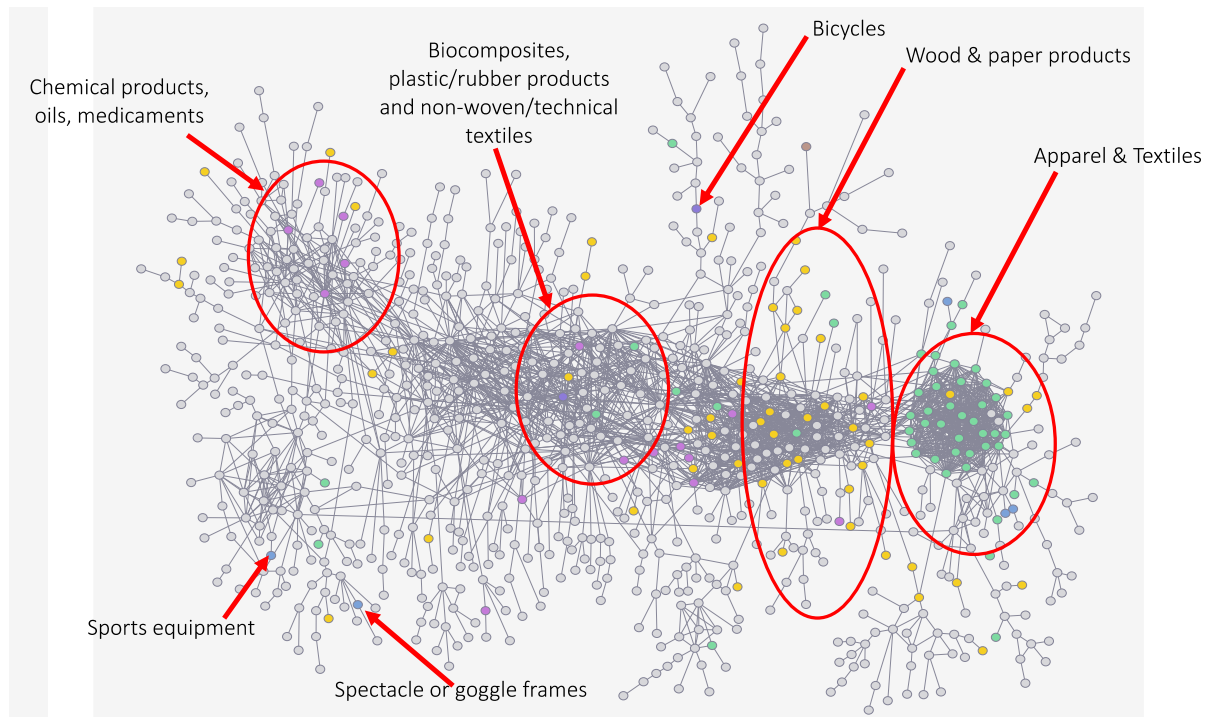 Bicycles
Wood & paper products
Biocomposites,
plastic/rubber products
and non-woven/technical
textiles
Chemical products,
oils, medicaments
Apparel & Textiles
Sports equipment
Spectacle or goggle frames